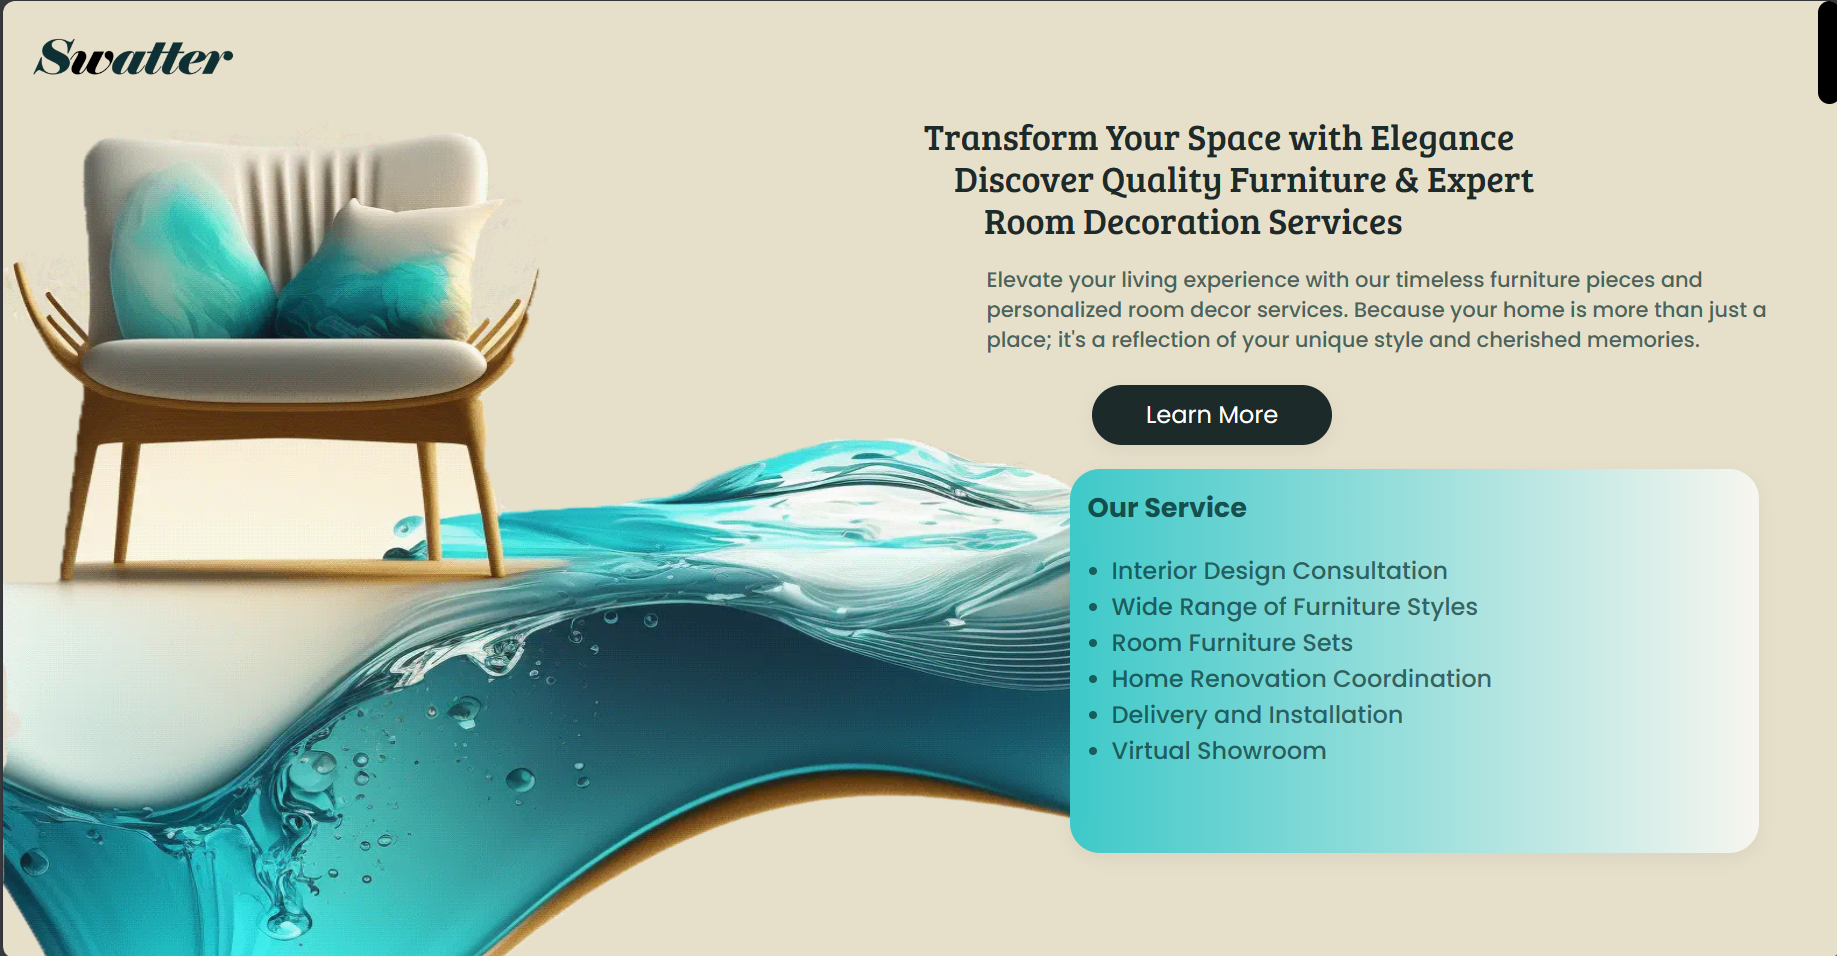 Swatter
Transform Your Space with Elegance
Discover Quality Furniture & Expert
Room Decoration Services
Elevate your living experience with our timeless furniture pieces and
personalized room decor services. Because your home is more than just a
place; it's a reflection of your unique style and cherished memories.
Learn More
Our Service
• Interior Design Consultation
• Wide Range of Furniture Styles
• Room Furniture Sets
• Home Renovation Coordination
• Delivery and Installation
• Virtual Showroom